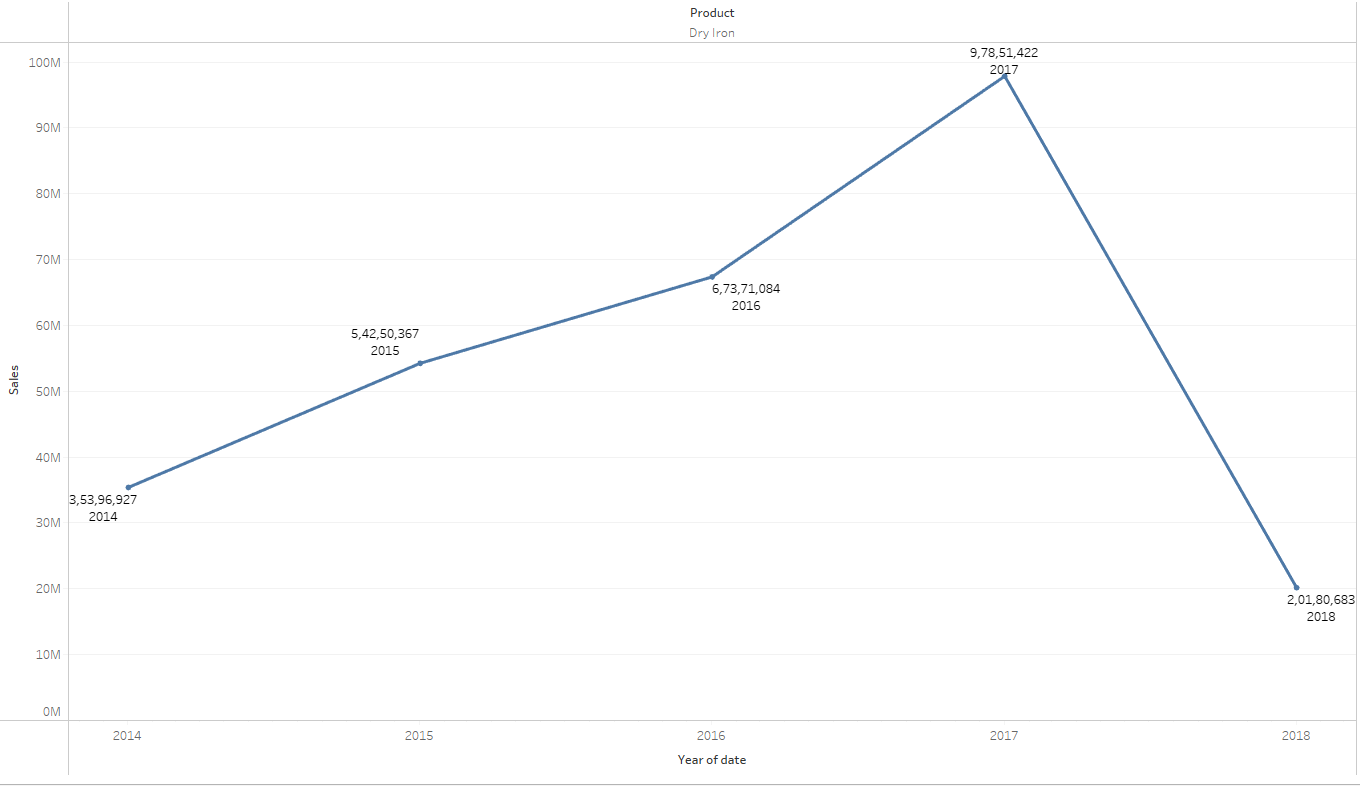 Product
Dry Iron
100M
90M
80M
70M
60M
50M
40M
30M
20M
10M
0M
Sales
3,53,96,927
2014
5,42,50,367
2015
6,73,71,084
2016
9,78,51,422
2017
2,01,80,683
2018
2014
2015
2016
2017
2018
Year of date